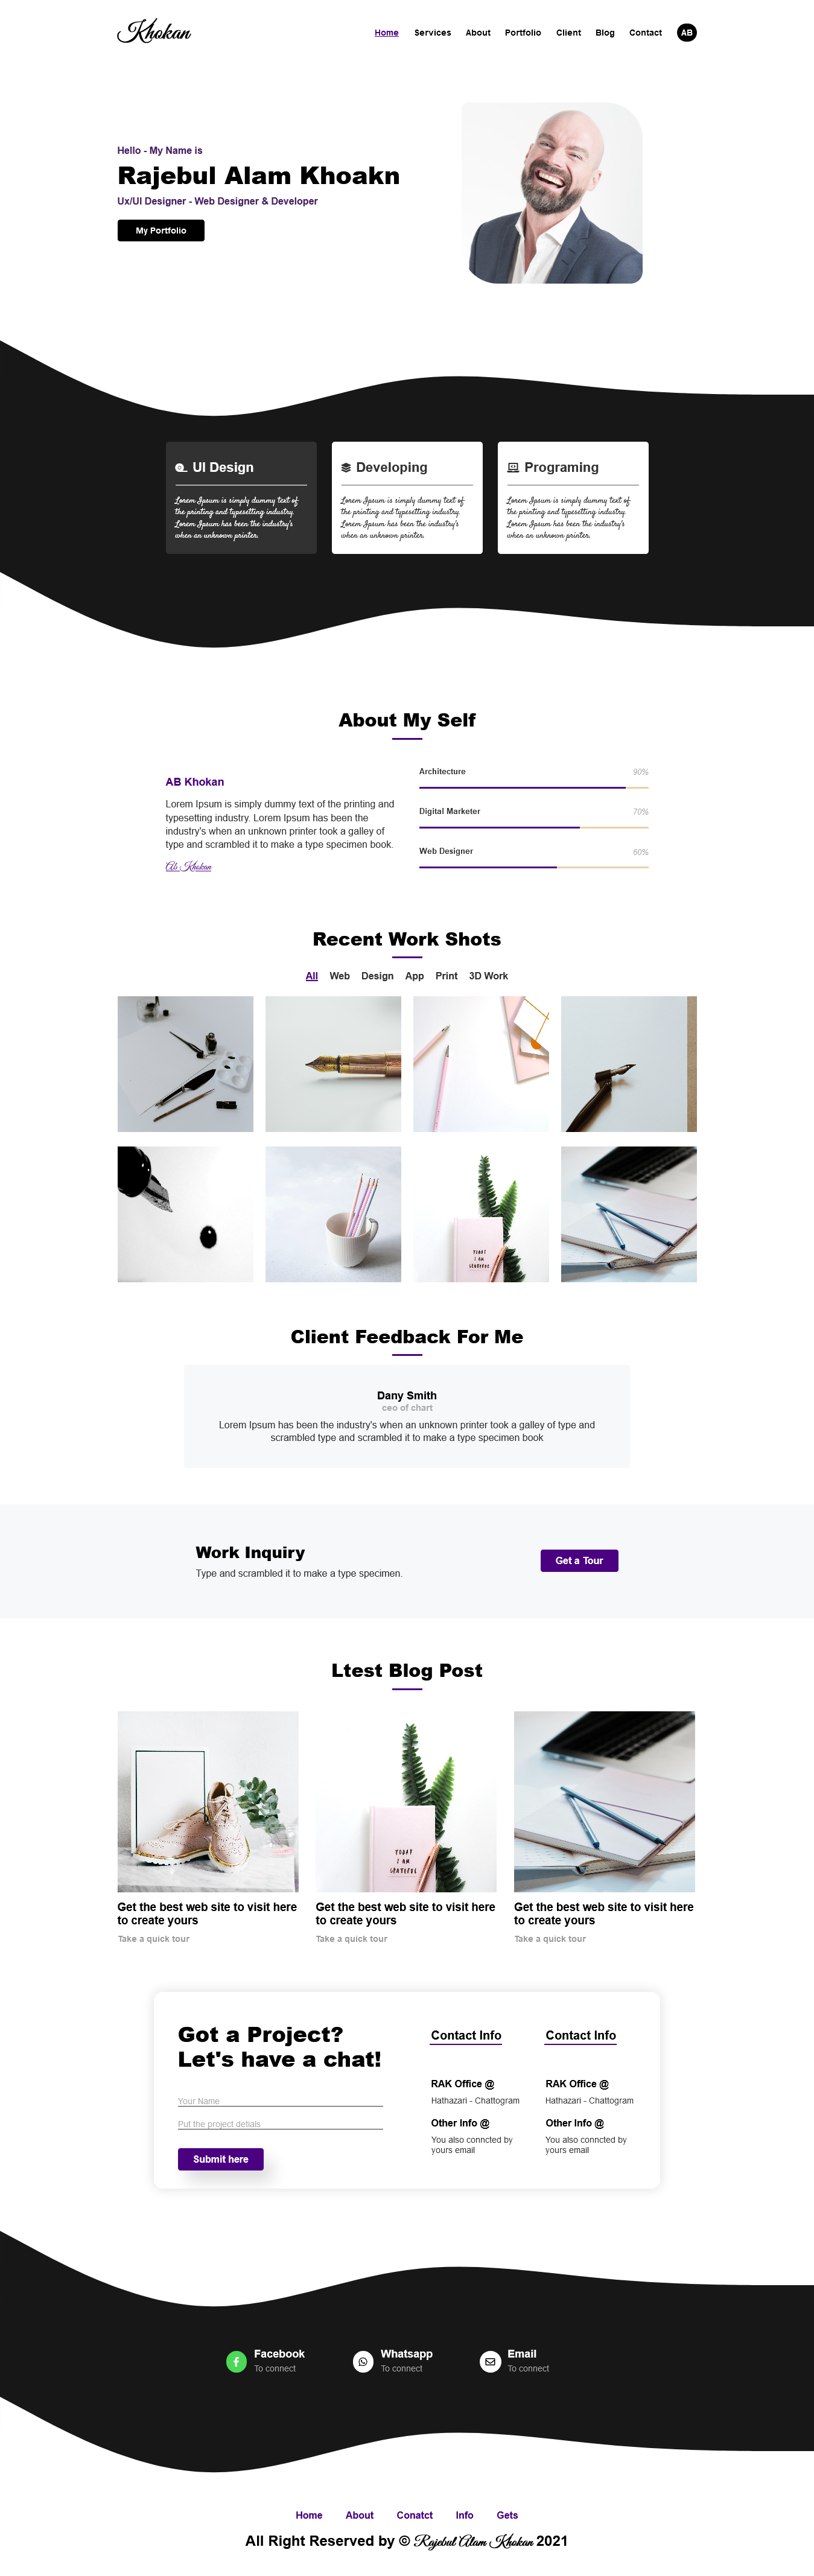 Khokan
Home Services About Portfolio Client Blog Contact AB
Hello - My Name is
Rajebul Alam Khoakn
Ux/UI Designer - Web Designer & Developer
My Portfolio
UI Design
Lorem Ipsum is simply dummy text of
the printing and typesetting industry.
Lorem Ipsum has been the industry's
when an unknown printer.
Developing
Lorem Ipsum is simply dummy text of
the printing and typesetting industry.
Lorem Ipsum has been the industry's
when an unknown printer.
Programing
Lorem Ipsum is simply dummy text of
the printing and typesetting industry.
Lorem Ipsum has been the industry's
when an unknown printer.
About My Self
AB Khokan
Lorem Ipsum is simply dummy text of the printing and
typesetting industry. Lorem Ipsum has been the
industry's when an unknown printer took a galley of
type and scrambled it to make a type specimen book.
Ab Khokan
Architecture 90%
Digital Marketer 70%
Web Designer 60%
Recent Work Shots
All Web Design App Print 3D Work
TODAY
I AM
GRATEFUL
Client Feedback For Me
Dany Smith
ceo of chart
Lorem Ipsum has been the industry's when an unknown printer took a galley of type and
scrambled type and scrambled it to make a type specimen book
Work Inquiry
Type and scrambled it to make a type specimen.
Get a Tour
Ltest Blog Post
TODAY
I AM
GRATEFUL
Get the best web site to visit here
to create yours
Take a quick tour
Get the best web site to visit here
to create yours
Take a quick tour
Get the best web site to visit here
to create yours
Take a quick tour
Got a Project?
Let's have a chat!
Your Name
Put the project detials
Submit here
Contact Info
RAK Office @
Hathazari - Chattogram
Other Info @
You also conncted by
yours email
Contact Info
RAK Office @
Hathazari - Chattogram
Other Info @
You also conncted by
yours email
Facebook
To connect
Whatsapp
To connect
Email
To connect
Home About Conatct Info Gets
All Right Reserved by © Rajebul Alam Khokan 2021